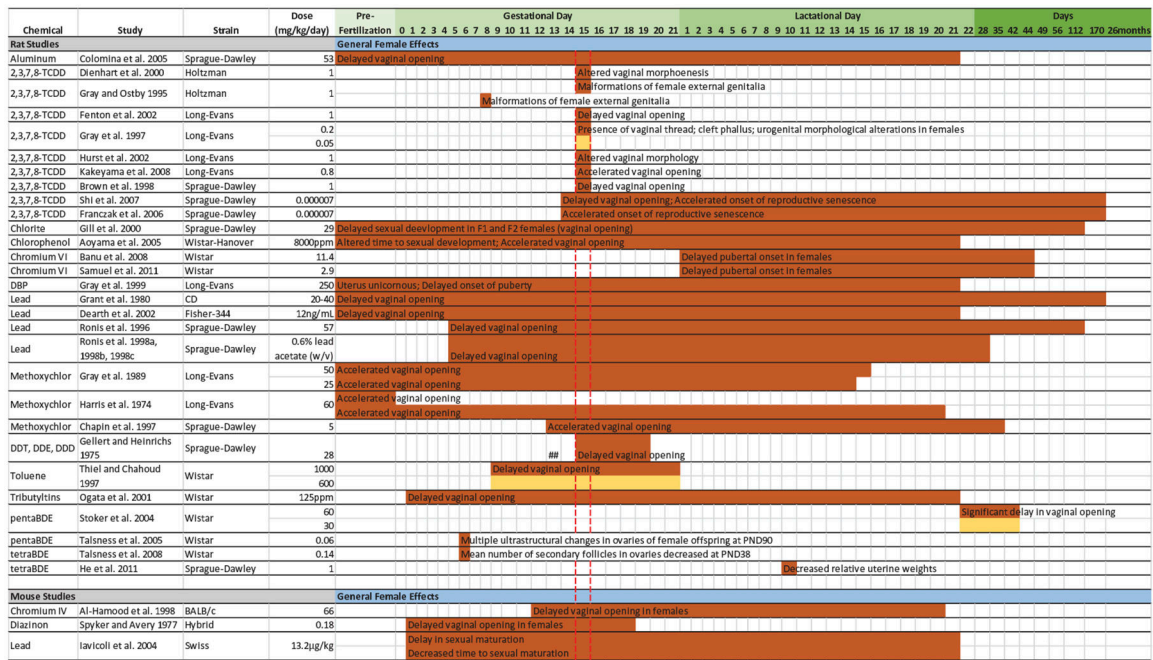 Chemical Study Strain Dose (mg/kg/day) Pre-Fertilization Gestational Day Lactational Day Days
0 1 2 3 4 5 6 7 8 9 10 11 12 13 14 15 16 17 18 19 20 21 1 2 3 4 5 6 7 8 9 10 11 12 13 14 15 16 17 18 19 20 21 22 28 35 42 44 49 56 112 170 26months
Rat Studies General Female Effects
Aluminum Colomina et al. 2005 Sprague-Dawley 53 Delayed vaginal opening
2,3,7,8-TCDD Dienhart et al. 2000 Holtzman 1 Altered vaginal morphoenesis
2,3,7,8-TCDD Gray and Ostby 1995 Holtzman 1 Malformations of female external genitalia
Malformations of female external genitalia
2,3,7,8-TCDD Fenton et al. 2002 Long-Evans 1 Delayed vaginal opening
2,3,7,8-TCDD Gray et al. 1997 Long-Evans 0.2 Presence of vaginal thread; cleft phallus; urogenital morphological alterations in females
0.05
2,3,7,8-TCDD Hurst et al. 2002 Long-Evans 1 Altered vaginal morphology
2,3,7,8-TCDD Kakeyama et al. 2008 Long-Evans 0.8 Accelerated vaginal opening
2,3,7,8-TCDD Brown et al. 1998 Sprague-Dawley 1 Delayed vaginal opening
2,3,7,8-TCDD Shi et al. 2007 Sprague-Dawley 0.000007 Delayed vaginal opening; Accelerated onset of reproductive senescence
2,3,7,8-TCDD Franczak et al. 2006 Sprague-Dawley 0.000007 Accelerated onset of reproductive senescence
Chlorite Gill et al. 2000 Sprague-Dawley 29 Delayed sexual deevlopment in F1 and F2 females (vaginal opening)
Chlorophenol Aoyama et al. 2005 Wistar-Hanover 8000ppm Altered time to sexual development; Accelerated vaginal opening
Chromium VI Banu et al. 2008 Wistar 11.4 Delayed pubertal onset in females
Chromium VI Samuel et al. 2011 Wistar 2.9 Delayed pubertal onset in females
DBP Gray et al. 1999 Long-Evans 250 Uterus unicornous; Delayed onset of puberty
Lead Grant et al. 1980 CD 20-40 Delayed vaginal opening
Lead Dearth et al. 2002 Fisher-344 12ng/mL Delayed vaginal opening
Lead Ronis et al. 1996 Sprague-Dawley 57 Delayed vaginal opening
Lead Ronis et al. 1998a, 1998b, 1998c Sprague-Dawley 0.6% lead acetate (w/v) Delayed vaginal opening
Methoxychlor Gray et al. 1989 Long-Evans 50 Accelerated vaginal opening
25 Accelerated vaginal opening
Methoxychlor Harris et al. 1974 Long-Evans 60 Accelerated vaginal opening
Accelerated vaginal opening
Methoxychlor Chapin et al. 1997 Sprague-Dawley 5 Accelerated vaginal opening
DDT, DDE, DDD Gellert and Heinrichs 1975 Sprague-Dawley 28 ## Delayed vaginal opening
Toluene Thiel and Chahoud 1997 Wistar 1000 Delayed vaginal opening
600
Tributyltins Ogata et al. 2001 Wistar 125ppm Delayed vaginal opening
pentaBDE Stoker et al. 2004 Wistar 60 Significant delay in vaginal opening
30
pentaBDE Talsness et al. 2005 Wistar 0.06 Multiple ultrastructural changes in ovaries of female offspring at PND90
tetraBDE Talsness et al. 2008 Wistar 0.14 Mean number of secondary follicles in ovaries decreased at PND38
tetraBDE He et al. 2011 Sprague-Dawley 1 Decreased relative uterine weights
Mouse Studies General Female Effects
Chromium IV Al-Hamood et al. 1998 BALB/c 66 Delayed vaginal opening in females
Diazinon Spyker and Avery 1977 Hybrid 0.18 Delayed vaginal opening in females
Lead Iavicoli et al. 2004 Swiss 13.2µg/kg Delay in sexual maturation
Decreased time to sexual maturation